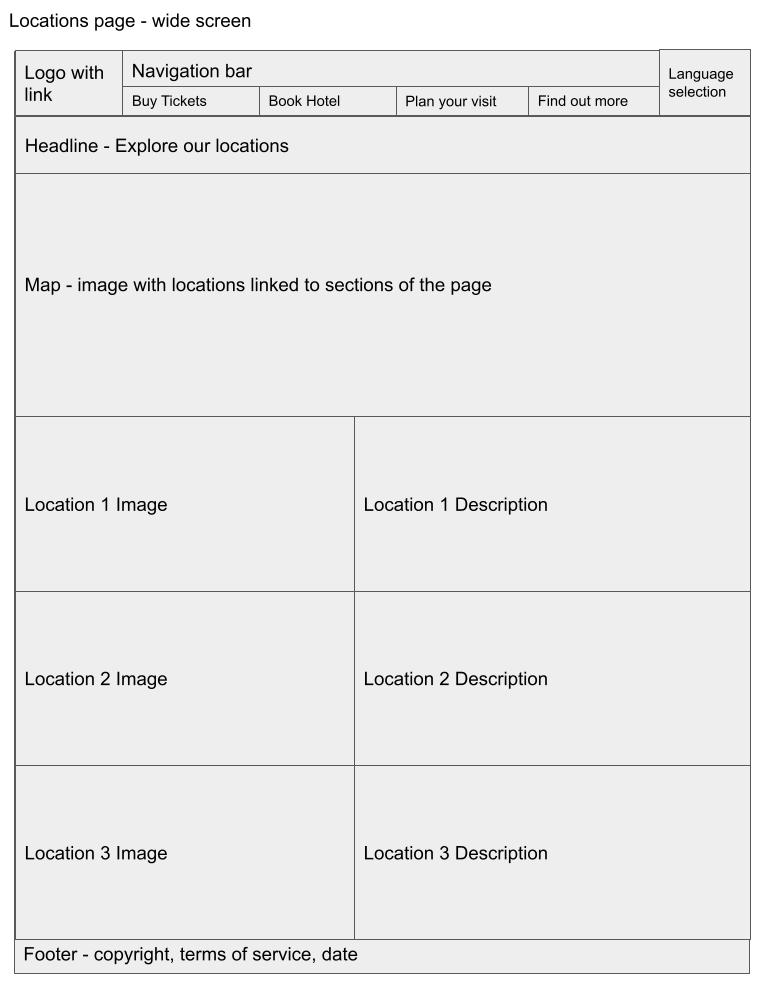 Locations page - wide screen
Logo with
link
Navigation bar
Language
selection
Buy Tickets
Book Hotel
Plan your visit
Find out more
Headline - Explore our locations
Map - image with locations linked to sections of the page
Location 1 Image
Location 1 Description
Location 2 Image
Location 2 Description
Location 3 Image
Location 3 Description
Footer - copyright, terms of service, date